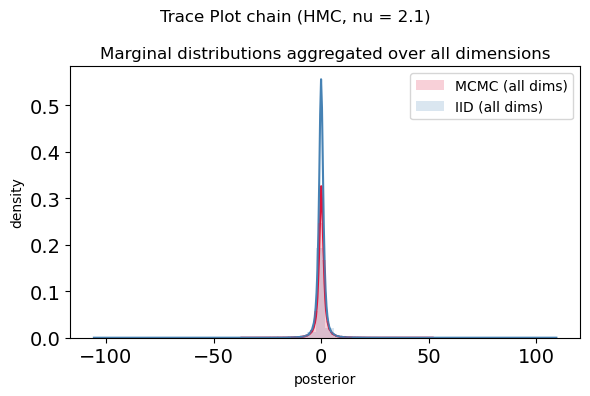 Trace Plot chain (HMC, nu = 2.1)
Marginal distributions aggregated over all dimensions
MCMC (all dims)
IID (all dims)
density
0.5
0.4
0.3
0.2
0.1
0.0
−100
−50
0
50
100
posterior